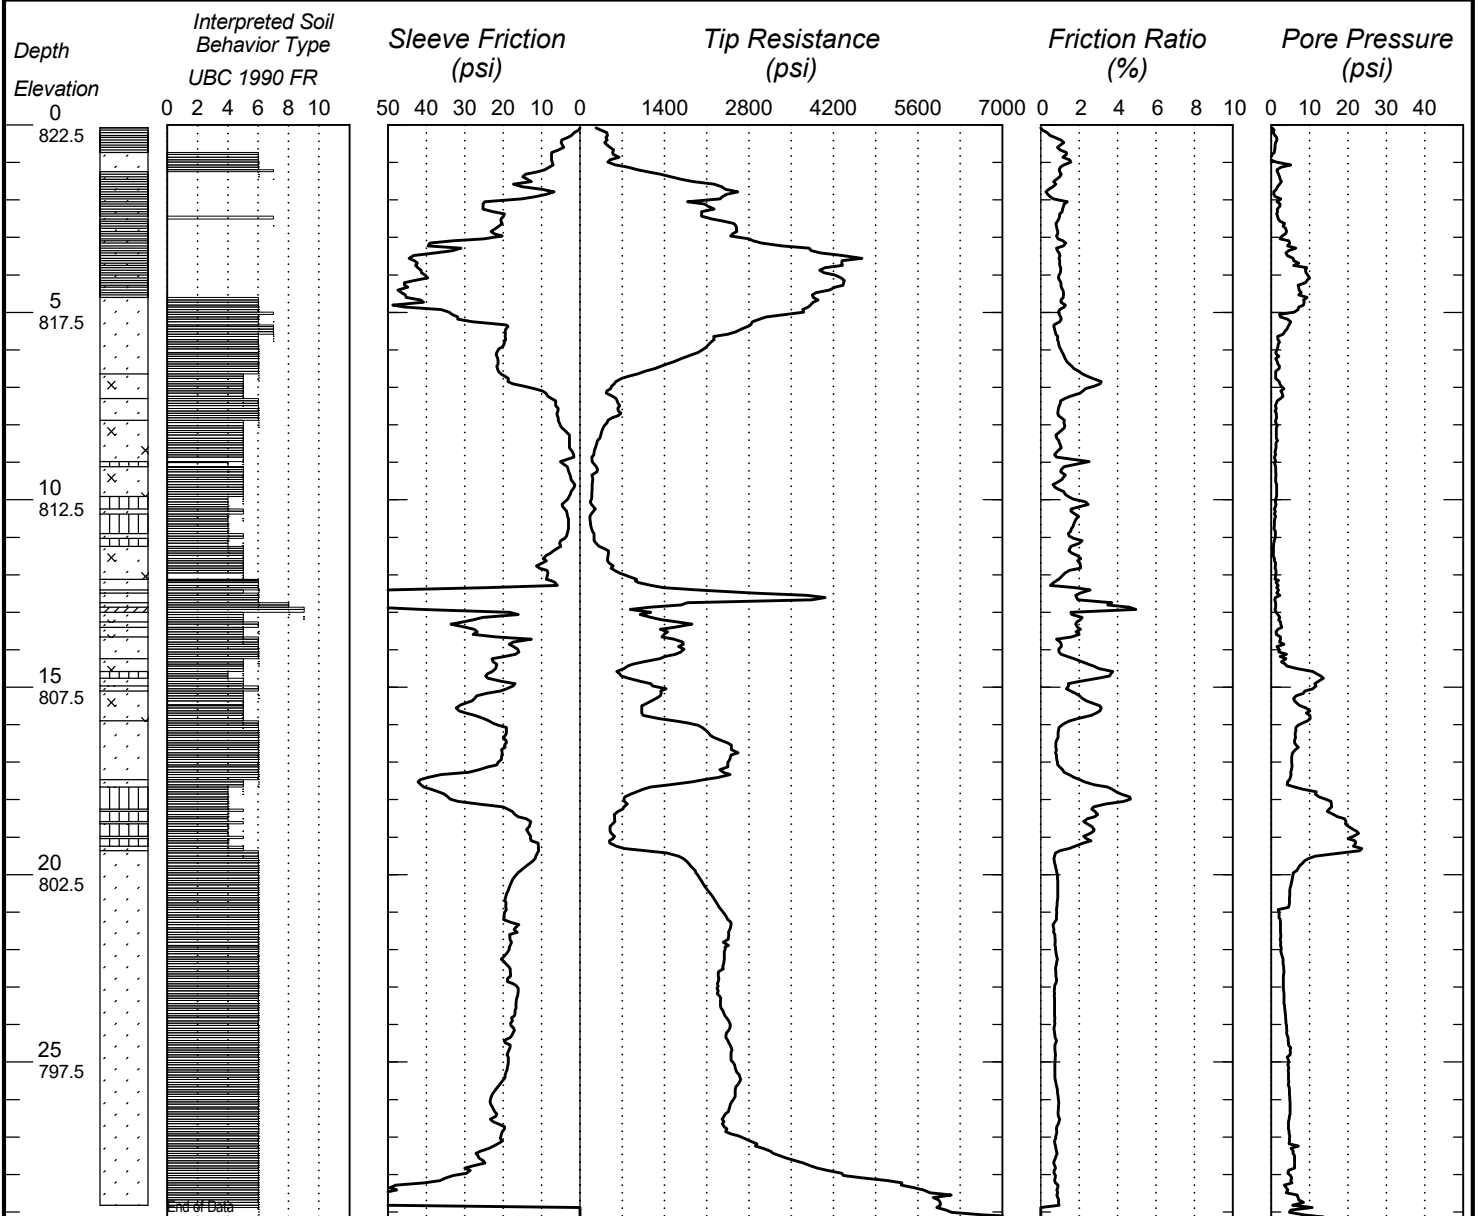 Depth
Elevation
Interpreted Soil
Behavior Type
UBC 1990 FR
Sleeve Friction
(psi)
Tip Resistance
(psi)
Friction Ratio
(%)
Pore Pressure
(psi)
0 2 4 6 8 10
50 40 30 20 10 0
1400 2800 4200 5600 7000
0 2 4 6 8 10
0 10 20 30 40
0
822.5
5
817.5
10
812.5
15
807.5
20
802.5
25
797.5
End of Data